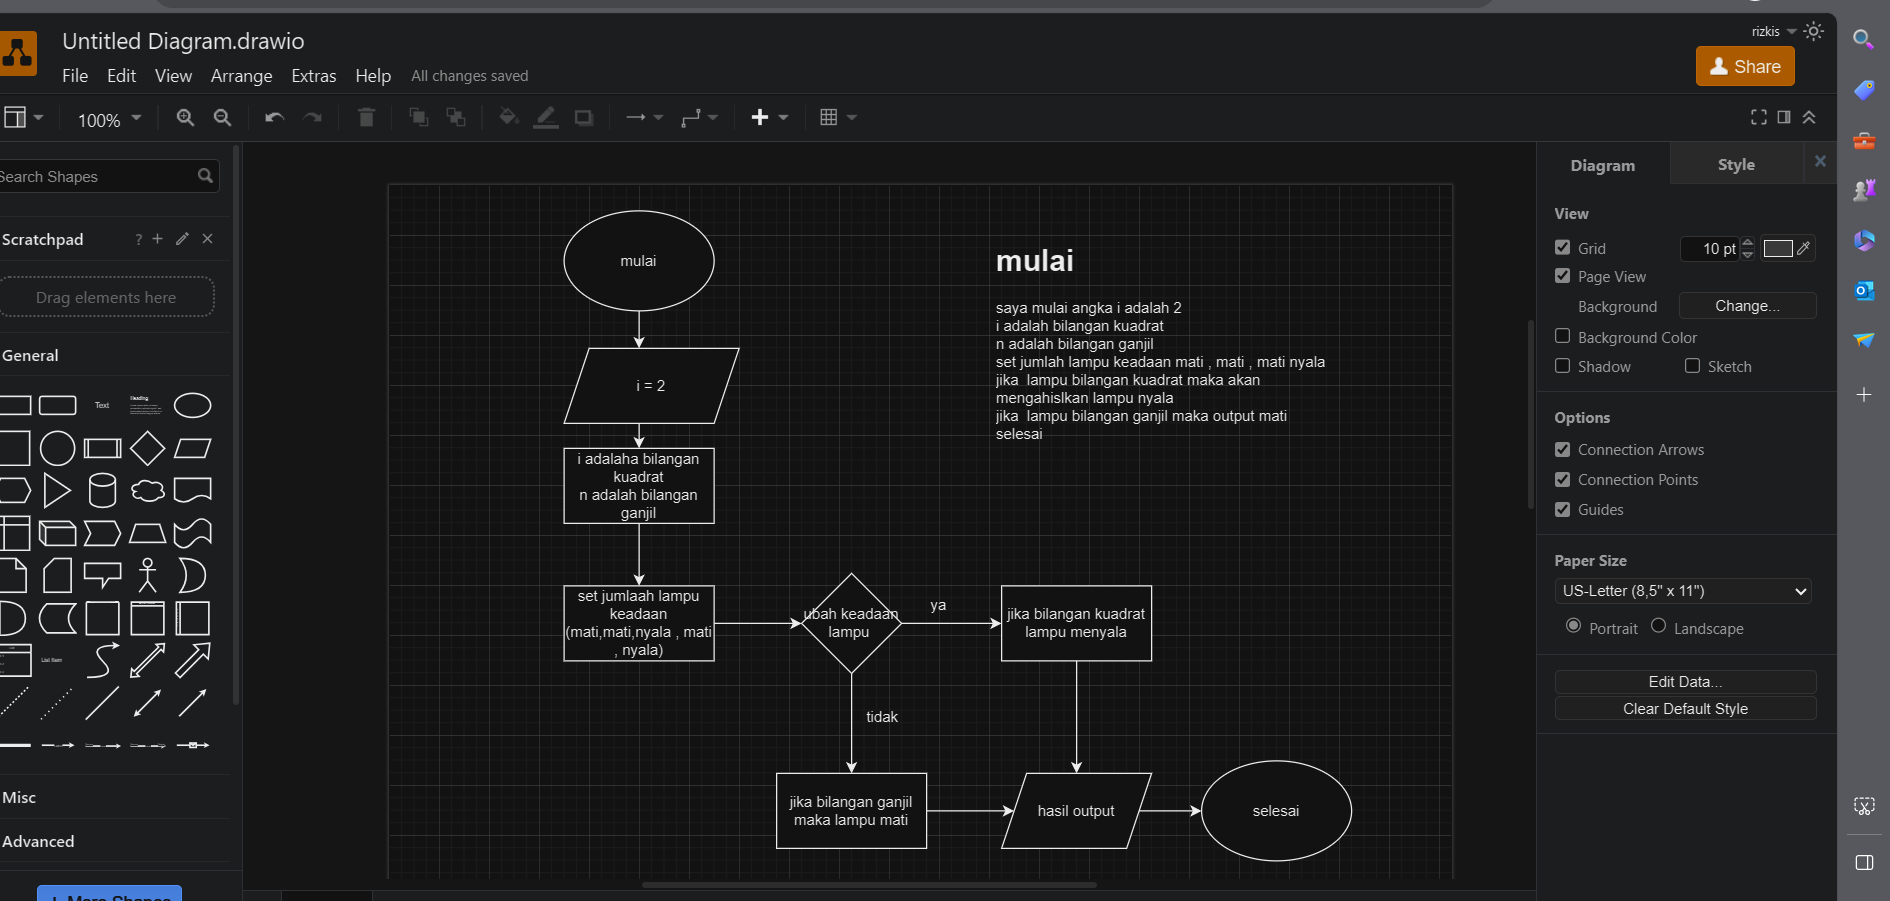 Untitled Diagram.drawio
rizkis
File Edit View Arrange Extras Help All changes saved
Share
100%
Search Shapes
Scratchpad
?
Drag elements here
General
Text
Heading
List Item
Misc
Advanced
+ More Shapes
mulai
i = 2
i adalaha bilangan
kuadrat
n adalah bilangan
ganjil
set jumlaah lampu
keadaan
(mati,mati,nyala , mati
, nyala)
ubah keadaan
lampu
ya
tidak
jika bilangan kuadrat
lampu menyala
jika bilangan ganjil
maka lampu mati
hasil output
selesai
mulai
saya mulai angka i adalah 2
i adalah bilangan kuadrat
n adalah bilangan ganjil
set jumlah lampu keadaan mati , mati , mati nyala
jika  lampu bilangan kuadrat maka akan
mengahislkan lampu nyala
jika  lampu bilangan ganjil maka output mati
selesai
Diagram Style
View
Grid 10 pt
Page View
Background Change...
Background Color
Shadow Sketch
Options
Connection Arrows
Connection Points
Guides
Paper Size
US-Letter (8,5" x 11")
Portrait Landscape
Edit Data...
Clear Default Style